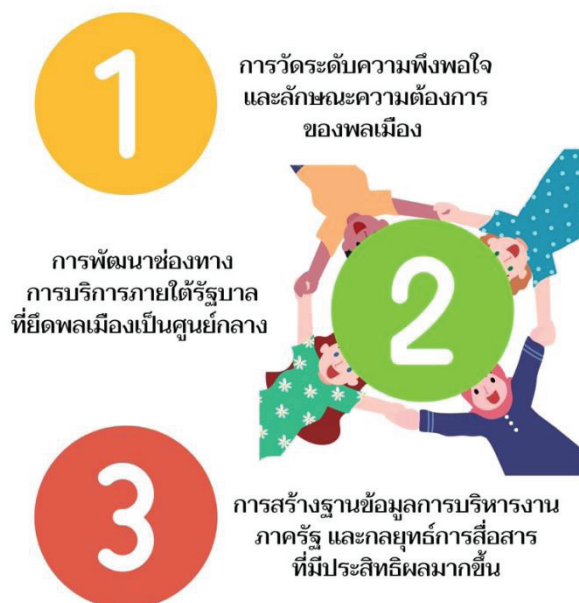 1
การวัดระดับความพึงพอใจ
และลักษณะความต้องการ
ของพลเมือง
การพัฒนาช่องทาง
การบริการภายใต้รัฐบาล
ที่ยึดพลเมืองเป็นศูนย์กลาง
2
3
การสร้างฐานข้อมูลการบริหารงาน
ภาครัฐ และกลยุทธ์การสื่อสาร
ที่มีประสิทธิผลมากขึ้น